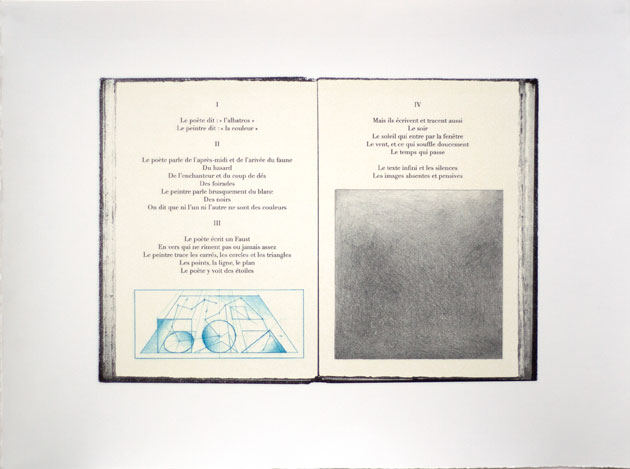 I
Le poète dit : « l'albatros »
Le peintre dit : « la couleur »
II
Le poète parle de l'après-midi et de l'arivée du faune
Du hasard
De l'enchanteur et du coup de dés
Des foirades
Le peintre parle brusquement du blanc
Des noirs
On dit que ni l'un ni l'autre ne sont des couleurs
III
Le poète écrit un Faust
En vers qui ne riment pas ou jamais assez
Le peintre trace les carrés, les cercles et les triangles
Les points, la ligne, le plan
Le poète y voit des étoiles
IV
Mais ils écrivent et tracent aussi
Le soir
Le soleil qui entre par la fenêtre
Le vent, et ce qui souffle doucement
Le temps qui passe
Le texte infini et les silences
Les images absentes et pensives